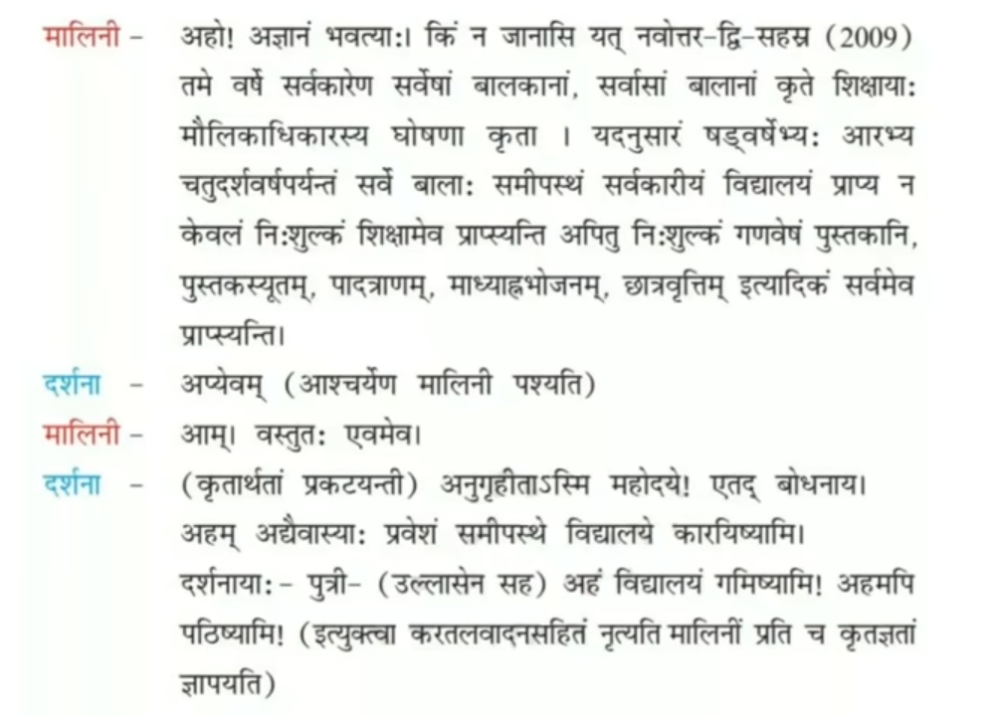 मालिनी - अहो! अज्ञानं भवत्याः। किं न जानासि यत् नवोत्तर-द्वि-सहस्र (2009)
तमे वर्षे सर्वकारेण सर्वेषां बालकानां, सर्वासां बालानां कृते शिक्षायाः
मौलिकाधिकारस्य घोषणा कृता । यदनुसारं षड्वर्षेभ्यः आरभ्य
चतुदर्शवर्षपर्यन्तं सर्वे बालाः समीपस्थं सर्वकारीयं विद्यालयं प्राप्य न
केवलं निःशुल्कं शिक्षामेव प्राप्स्यन्ति अपितु निःशुल्कं गणवेषं पुस्तकानि,
पुस्तकस्यूतम्, पादत्राणम्, माध्याह्नभोजनम्, छात्रवृत्तिम् इत्यादिकं सर्वमेव
प्राप्स्यन्ति।
दर्शना - अप्येवम् (आश्चर्येण मालिनी पश्यति)
मालिनी - आम्। वस्तुतः एवमेव।
दर्शना - (कृतार्थतां प्रकटयन्ती) अनुगृहीताऽस्मि महोदये! एतद् बोधनाय।
अहम् अद्यैवास्याः प्रवेशं समीपस्थे विद्यालये कारयिष्यामि।
दर्शनायाः- पुत्री- (उल्लासेन सह) अहं विद्यालयं गमिष्यामि! अहमपि
पठिष्यामि! (इत्युक्त्वा करतलवादनसहितं नृत्यति मालिनीं प्रति च कृतज्ञतां
ज्ञापयति)